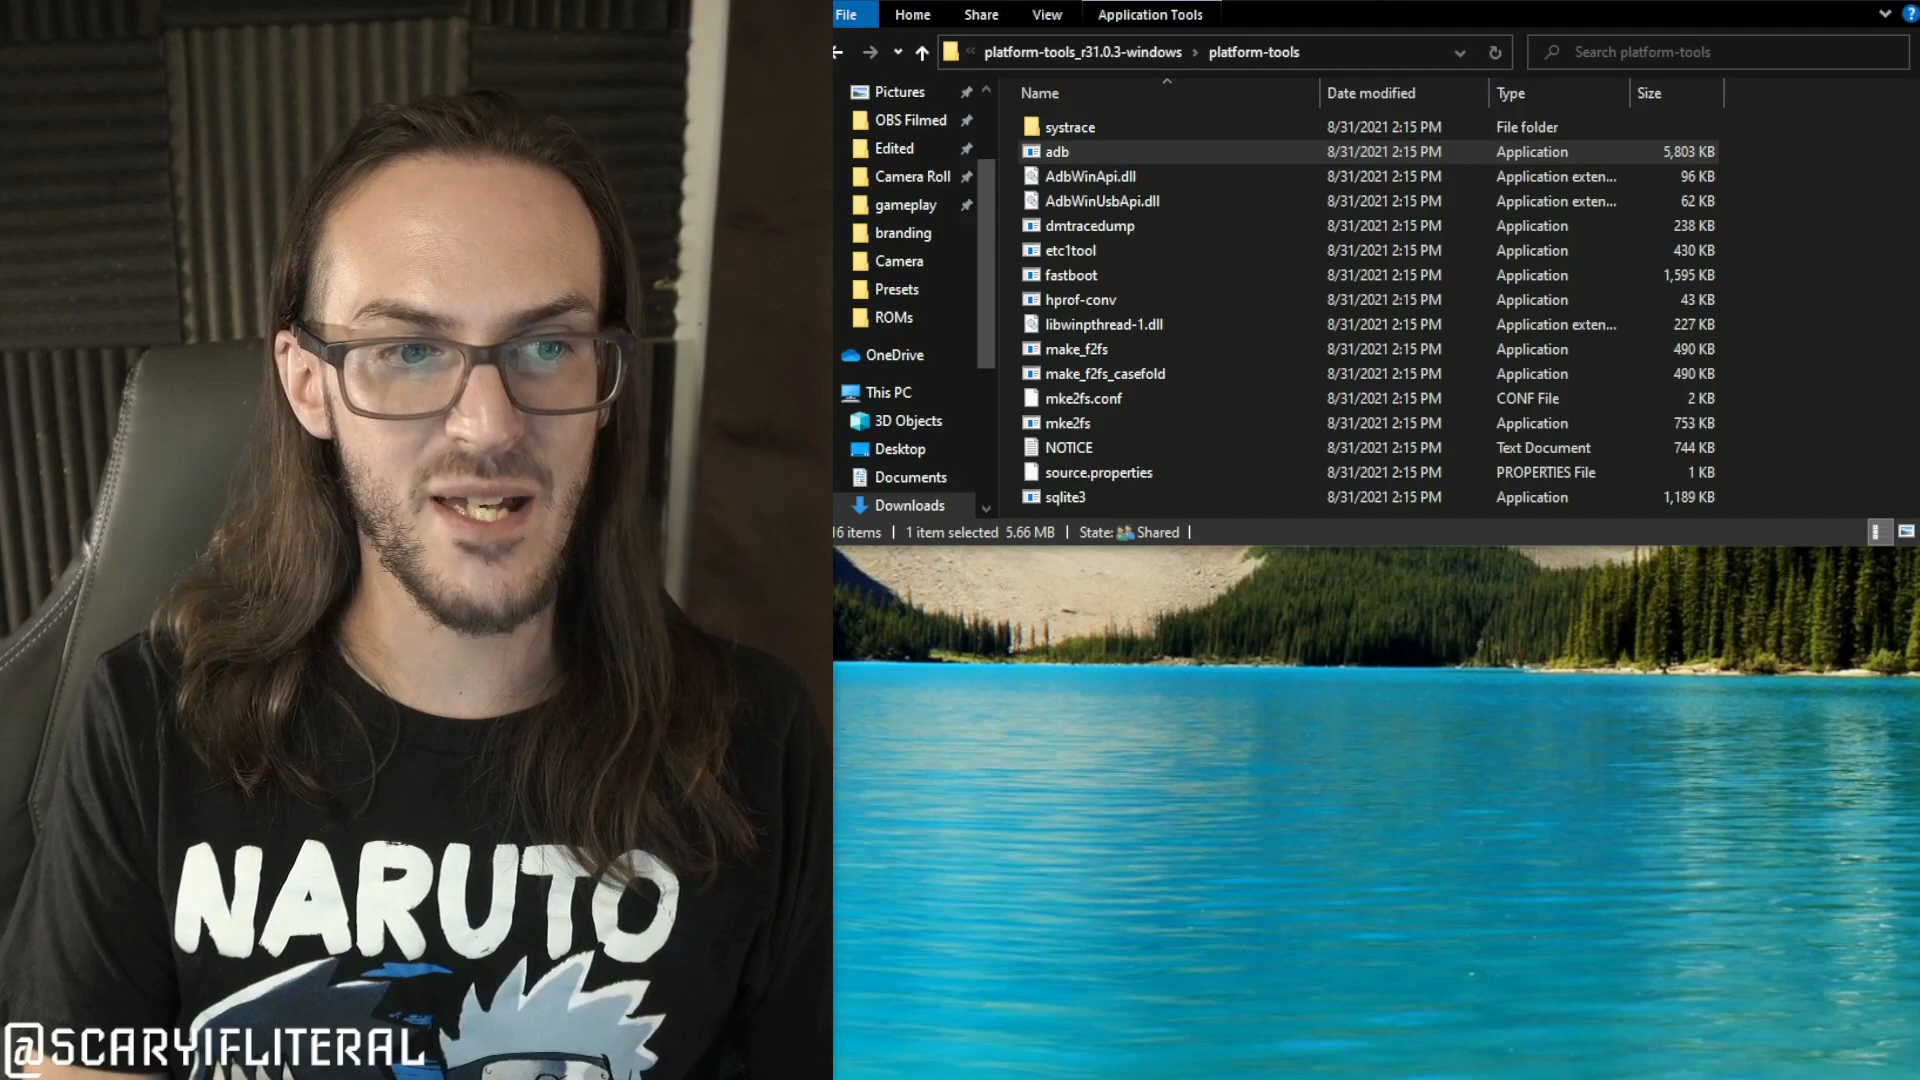 File Home Share View Application Tools
platform-tools_r31.0.3-windows platform-tools Search platform-tools
Name Date modified Type Size
Pictures
OBS Filmed
Edited
Camera Roll
gameplay
branding
Camera
Presets
ROMs
OneDrive
This PC
3D Objects
Desktop
Documents
Downloads
systrace 8/31/2021 2:15 PM File folder
adb 8/31/2021 2:15 PM Application 5,803 KB
AdbWinApi.dll 8/31/2021 2:15 PM Application exten... 96 KB
AdbWinUsbApi.dll 8/31/2021 2:15 PM Application exten... 62 KB
dmtracedump 8/31/2021 2:15 PM Application 238 KB
etc1tool 8/31/2021 2:15 PM Application 430 KB
fastboot 8/31/2021 2:15 PM Application 1,595 KB
hprof-conv 8/31/2021 2:15 PM Application 43 KB
libwinpthread-1.dll 8/31/2021 2:15 PM Application exten... 227 KB
make_f2fs 8/31/2021 2:15 PM Application 490 KB
make_f2fs_casefold 8/31/2021 2:15 PM Application 490 KB
mke2fs.conf 8/31/2021 2:15 PM CONF File 2 KB
mke2fs 8/31/2021 2:15 PM Application 753 KB
NOTICE 8/31/2021 2:15 PM Text Document 744 KB
source.properties 8/31/2021 2:15 PM PROPERTIES File 1 KB
sqlite3 8/31/2021 2:15 PM Application 1,189 KB
16 items 1 item selected 5.66 MB State: Shared
NARUTO
@SCARYIFLITERAL